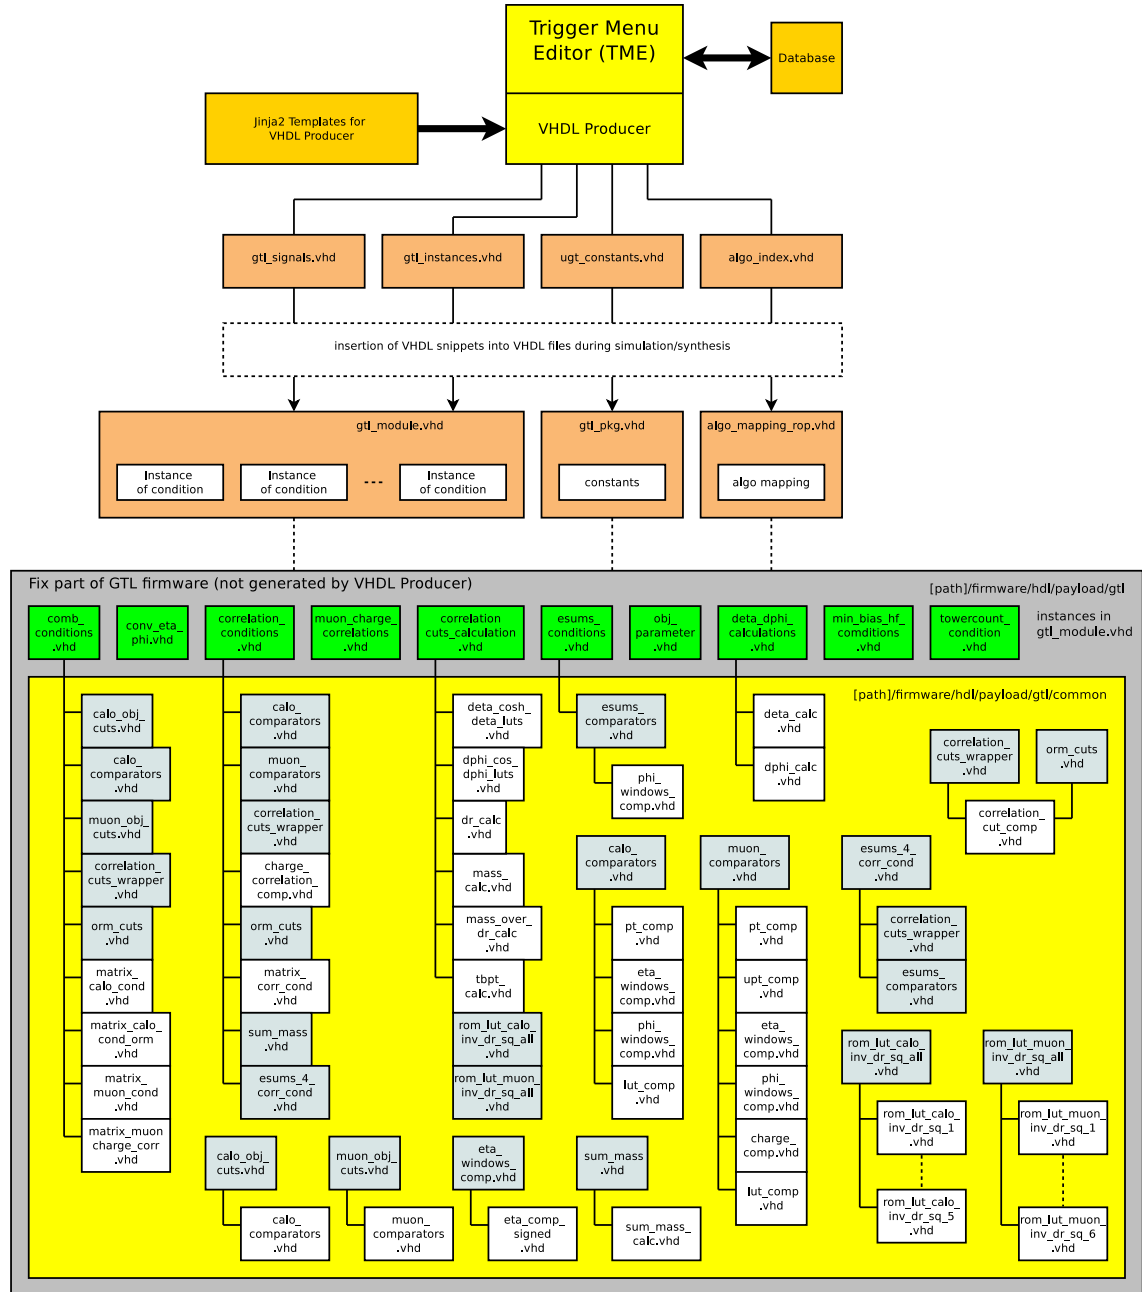 Trigger Menu
Editor (TME)
Database
Jinja2 Templates for
VHDL Producer
VHDL Producer
gtl_signals.vhd
gtl_instances.vhd
ugt_constants.vhd
algo_index.vhd
insertion of VHDL snippets into VHDL files during simulation/synthesis
gtl_module.vhd
Instance
of condition
Instance
of condition
---
Instance
of condition
gtl_pkg.vhd
constants
algo_mapping_rop.vhd
algo mapping
Fix part of GTL firmware (not generated by VHDL Producer)
[path]/firmware/hdl/payload/gtl
comb_
conditions
.vhd
conv_eta_
phi.vhd
correlation_
conditions
.vhd
muon_charge_
correlations
.vhd
correlation
cuts_calculation
.vhd
esums_
conditions
.vhd
obj_
parameter
.vhd
deta_dphi_
calculations
.vhd
min_bias_hf_
comditions
.vhd
towercount_
condition
.vhd
instances in
gtl_module.vhd
[path]/firmware/hdl/payload/gtl/common
calo_obj_
cuts.vhd
calo_
comparators
.vhd
muon_obj_
cuts.vhd
correlation_
cuts_wrapper
.vhd
orm_cuts
.vhd
matrix_
calo_cond
.vhd
matrix_calo_
cond_orm
.vhd
matrix_
muon_cond
.vhd
matrix_muon
charge_corr
.vhd
calo_
comparators
.vhd
muon_
comparators
.vhd
correlation_
cuts_wrapper
.vhd
charge_
correlation_
comp.vhd
orm_cuts
.vhd
matrix_
corr_cond
.vhd
sum_mass
.vhd
esums_4_
corr_cond
.vhd
deta_cosh_
deta_luts
.vhd
dphi_cos_
dphi_luts
.vhd
dr_calc
.vhd
mass_
calc.vhd
mass_over_
dr_calc
.vhd
tbpt_
calc.vhd
rom_lut_calo_
inv_dr_sq_all
.vhd
rom_lut_muon_
inv_dr_sq_all
.vhd
esums_
comparators
.vhd
phi_
windows_
comp.vhd
deta_calc
.vhd
dphi_calc
.vhd
correlation_
cuts_wrapper
.vhd
orm_cuts
.vhd
correlation_
cut_comp
.vhd
calo_
comparators
.vhd
pt_comp
.vhd
eta_
windows_
comp.vhd
phi_
windows_
comp.vhd
lut_comp
.vhd
muon_
comparators
.vhd
pt_comp
.vhd
upt_comp
.vhd
eta_
windows_
comp.vhd
phi_
windows_
comp.vhd
charge_
comp.vhd
lut_comp
.vhd
esums_4_
corr_cond
.vhd
correlation_
cuts_wrapper
.vhd
esums_
comparators
.vhd
rom_lut_calo_
inv_dr_sq_all
.vhd
rom_lut_calo_
inv_dr_sq_1
.vhd
rom_lut_calo_
inv_dr_sq_5
.vhd
rom_lut_muon_
inv_dr_sq_all
.vhd
rom_lut_muon_
inv_dr_sq_1
.vhd
rom_lut_muon_
inv_dr_sq_6
.vhd
calo_obj_
cuts.vhd
calo_
comparators
.vhd
muon_obj_
cuts.vhd
muon_
comparators
.vhd
eta_
windows_
comp.vhd
eta_comp_
signed
.vhd
sum_mass
.vhd
sum_mass_
calc.vhd